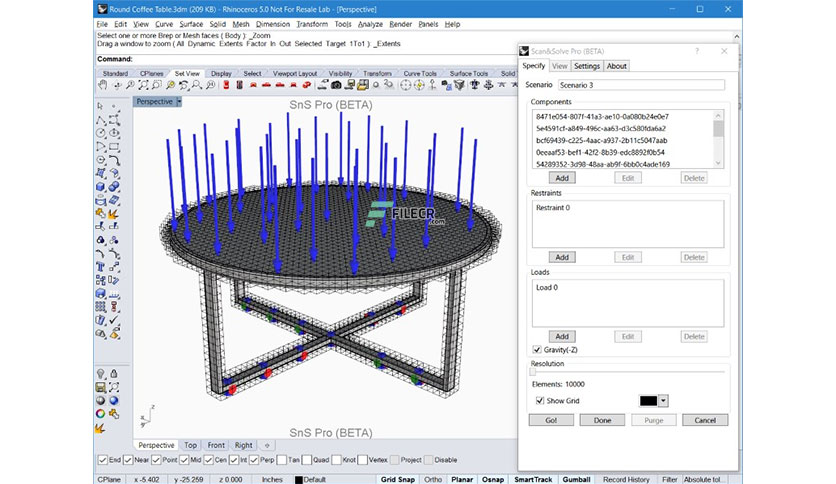 Round Coffee Table.3dm (209 KB) - Rhinoceros 5.0 Not For Resale Lab - [Perspective]
File Edit View Curve Surface Solid Mesh Dimension Transform Tools Analyze Render Panels Help
Select one or more Brep or Mesh faces ( Body ): _Zoom
Drag a window to zoom ( All Dynamic Extents Factor In Out Selected Target 1To1 ): _Extents
Command:
Standard CPlanes Set View Display Select Viewport Layout Visibility Transform Curve Tools Surface Tools Solid
Perspective
SnS Pro (BETA)
FILECR
.com
SnS Pro (BETA)
z
x
Perspective Top Front Right
End Near Point Mid Cen Int Perp Tan Quad Knot Vertex Project Disable
CPlane x -5.402 y -25.259 z 0.000 Inches Default Grid Snap Ortho Planar Osnap SmartTrack Gumball Record History Filter Absolute tol...
Scan&Solve Pro (BETA)
Specify View Settings About
Scenario Scenario 3
Components
8471e054-807f-41a3-ae10-0a080b24e0e7
5e4591cf-a849-496c-aa63-d3c580fda6a2
bcf69439-c225-4aac-a937-2b11c5047aab
0eeaaf53-bef1-42f2-8b39-edc8892f0b54
54289352-3d98-48aa-ab9f-6bb0c4ade169
Add Edit Delete
Restraints
Restraint 0
Add Edit Delete
Loads
Load 0
Add Edit Delete
Gravity(-Z)
Resolution
Elements: 10000
Show Grid
Go! Done Purge Cancel